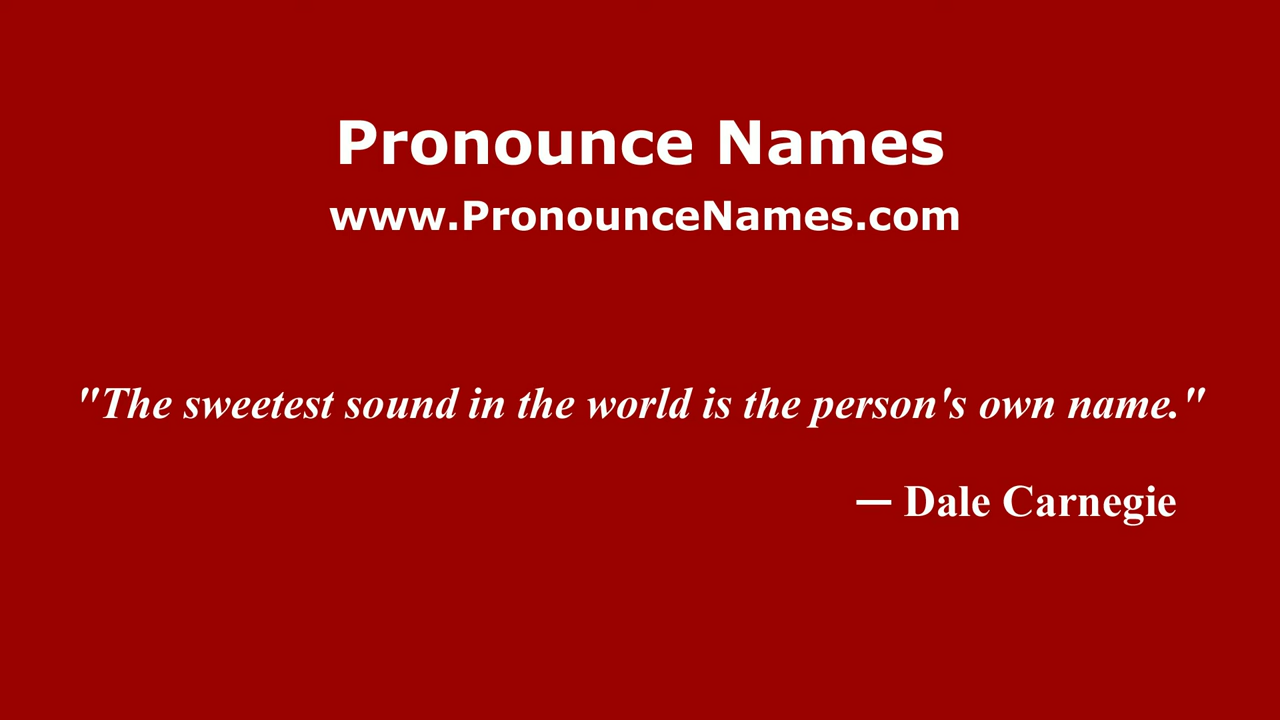 Pronounce Names
www.PronounceNames.com
"The sweetest sound in the world is the person's own name."
— Dale Carnegie